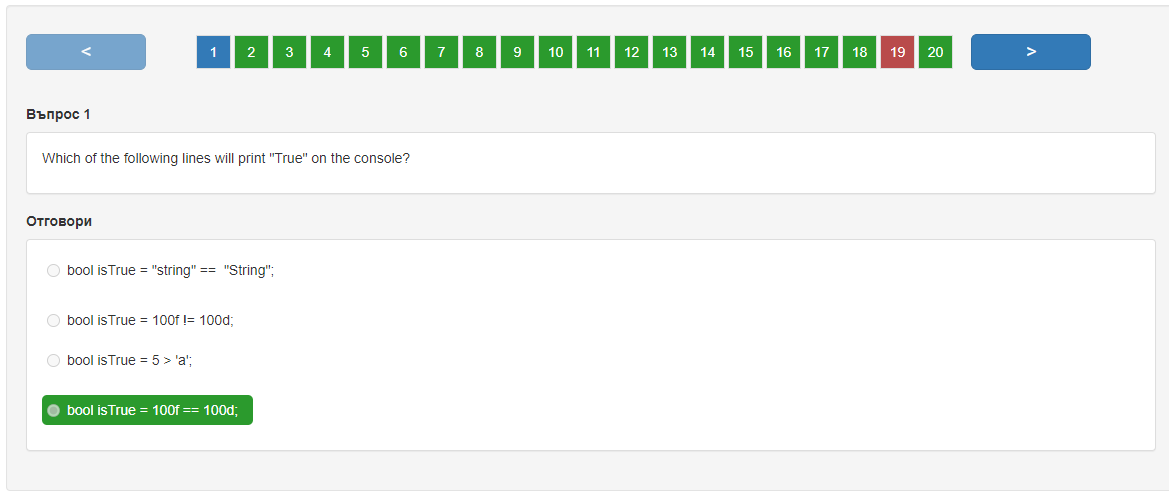 < 1 2 3 4 5 6 7 8 9 10 11 12 13 14 15 16 17 18 19 20 >
Въпрос 1
Which of the following lines will print "True" on the console?
Отговори
bool isTrue = "string" ==  "String";
bool isTrue = 100f != 100d;
bool isTrue = 5 > 'a';
bool isTrue = 100f == 100d;